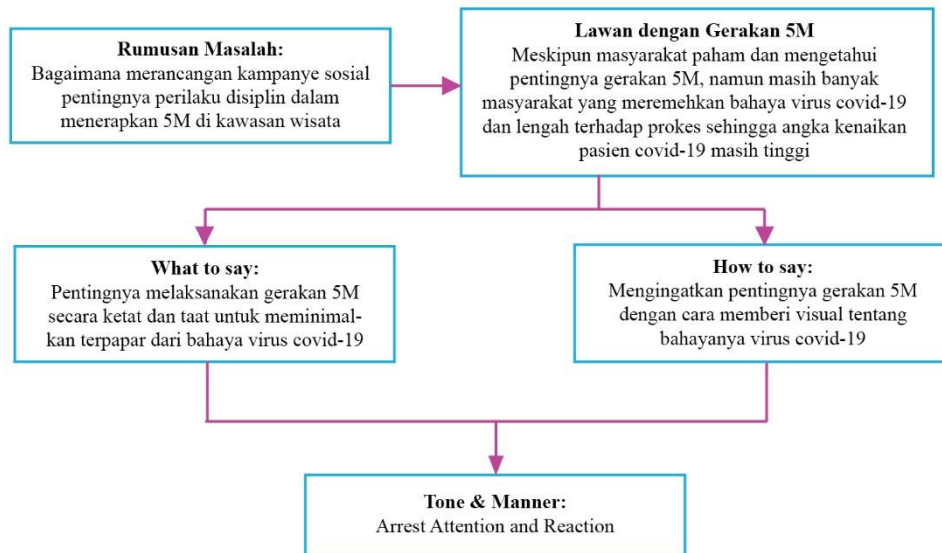 Rumusan Masalah:
Bagaimana merancangan kampanye sosial
pentingnya perilaku disiplin dalam
menerapkan 5M di kawasan wisata
Lawan dengan Gerakan 5M
Meskipun masyarakat paham dan mengetahui
pentingnya gerakan 5M, namun masih banyak
masyarakat yang meremehkan bahaya virus covid-19
dan lengah terhadap prokes sehingga angka kenaikan
pasien covid-19 masih tinggi
What to say:
Pentingnya melaksanakan gerakan 5M
secara ketat dan taat untuk meminimal-
kan terpapar dari bahaya virus covid-19
How to say:
Mengingatkan pentingnya gerakan 5M
dengan cara memberi visual tentang
bahayanya virus covid-19
Tone & Manner:
Arrest Attention and Reaction